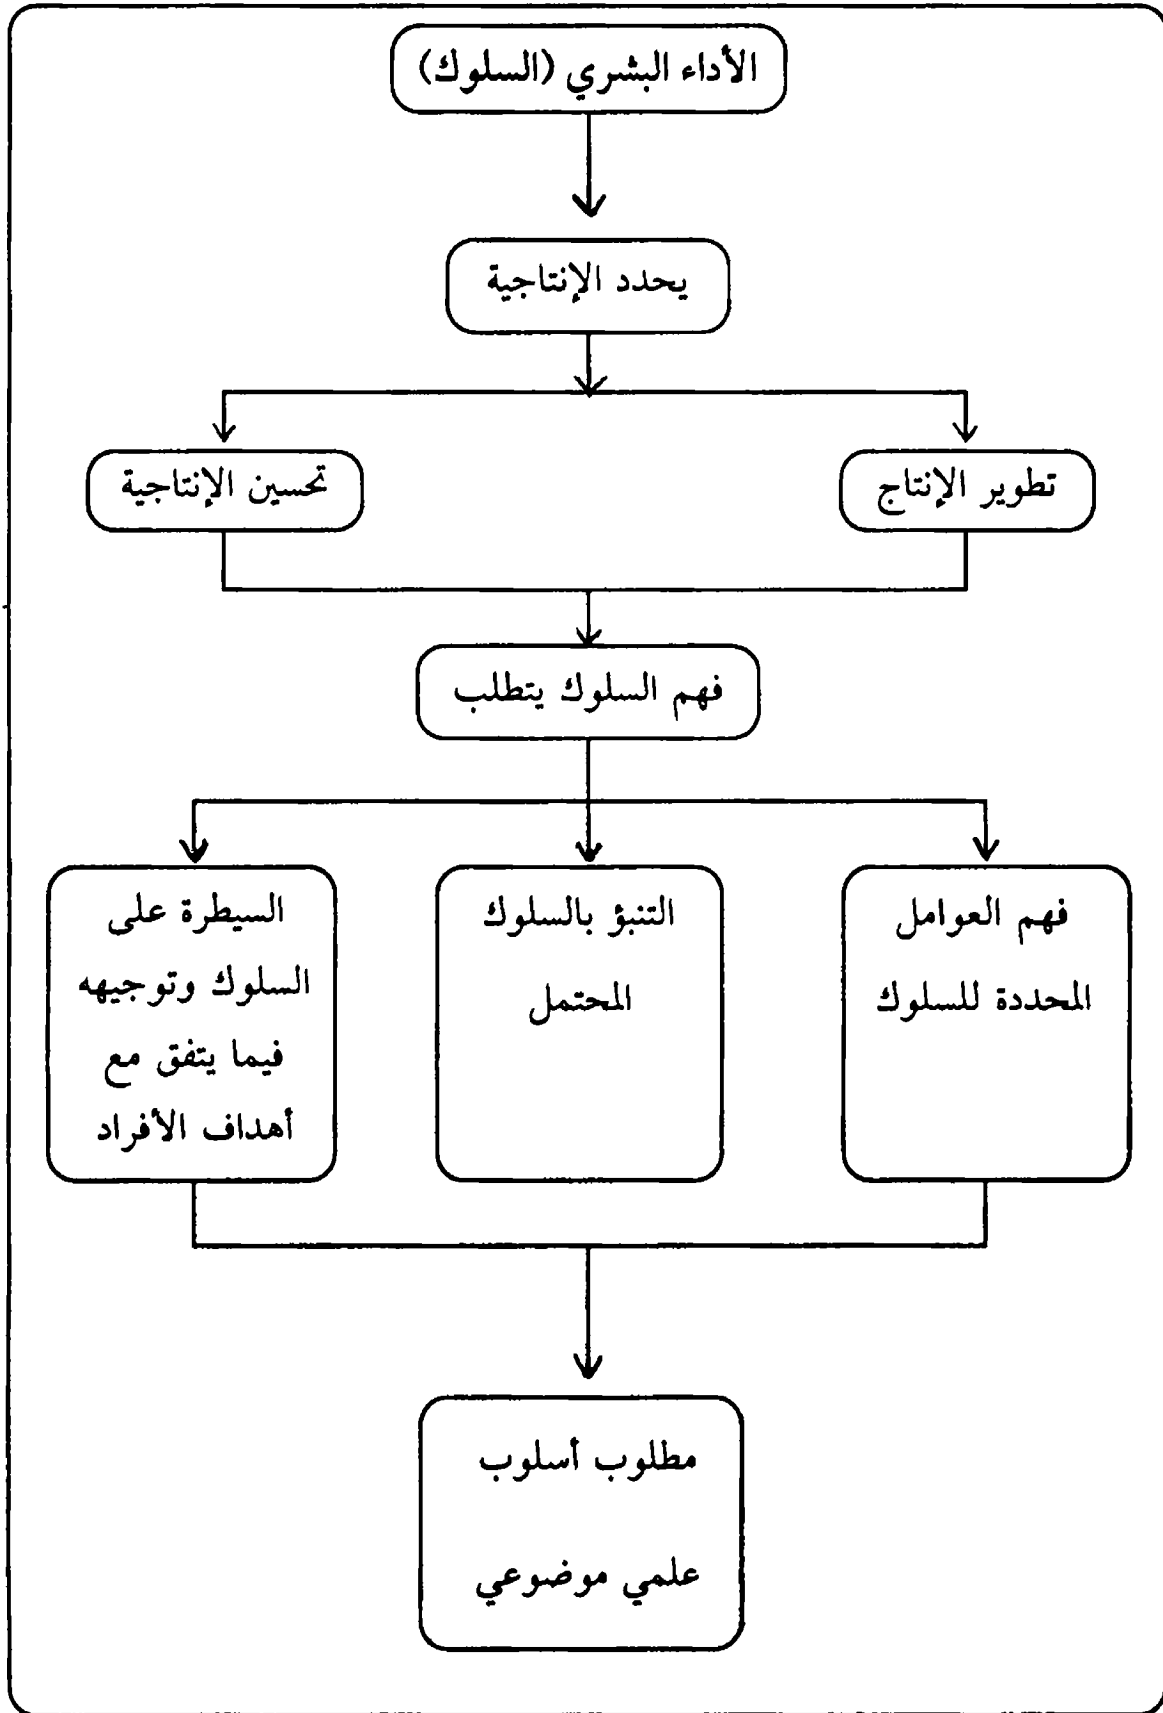 الأداء البشري (السلوك)
يحدد الإنتاجية
تطوير الإنتاج
تحسين الإنتاجية
فهم السلوك يتطلب
فهم العوامل
المحددة للسلوك
التنبؤ بالسلوك
المحتمل
السيطرة على
السلوك وتوجيهه
فيما يتفق مع
أهداف الأفراد
مطلوب أسلوب
علمي موضوعي